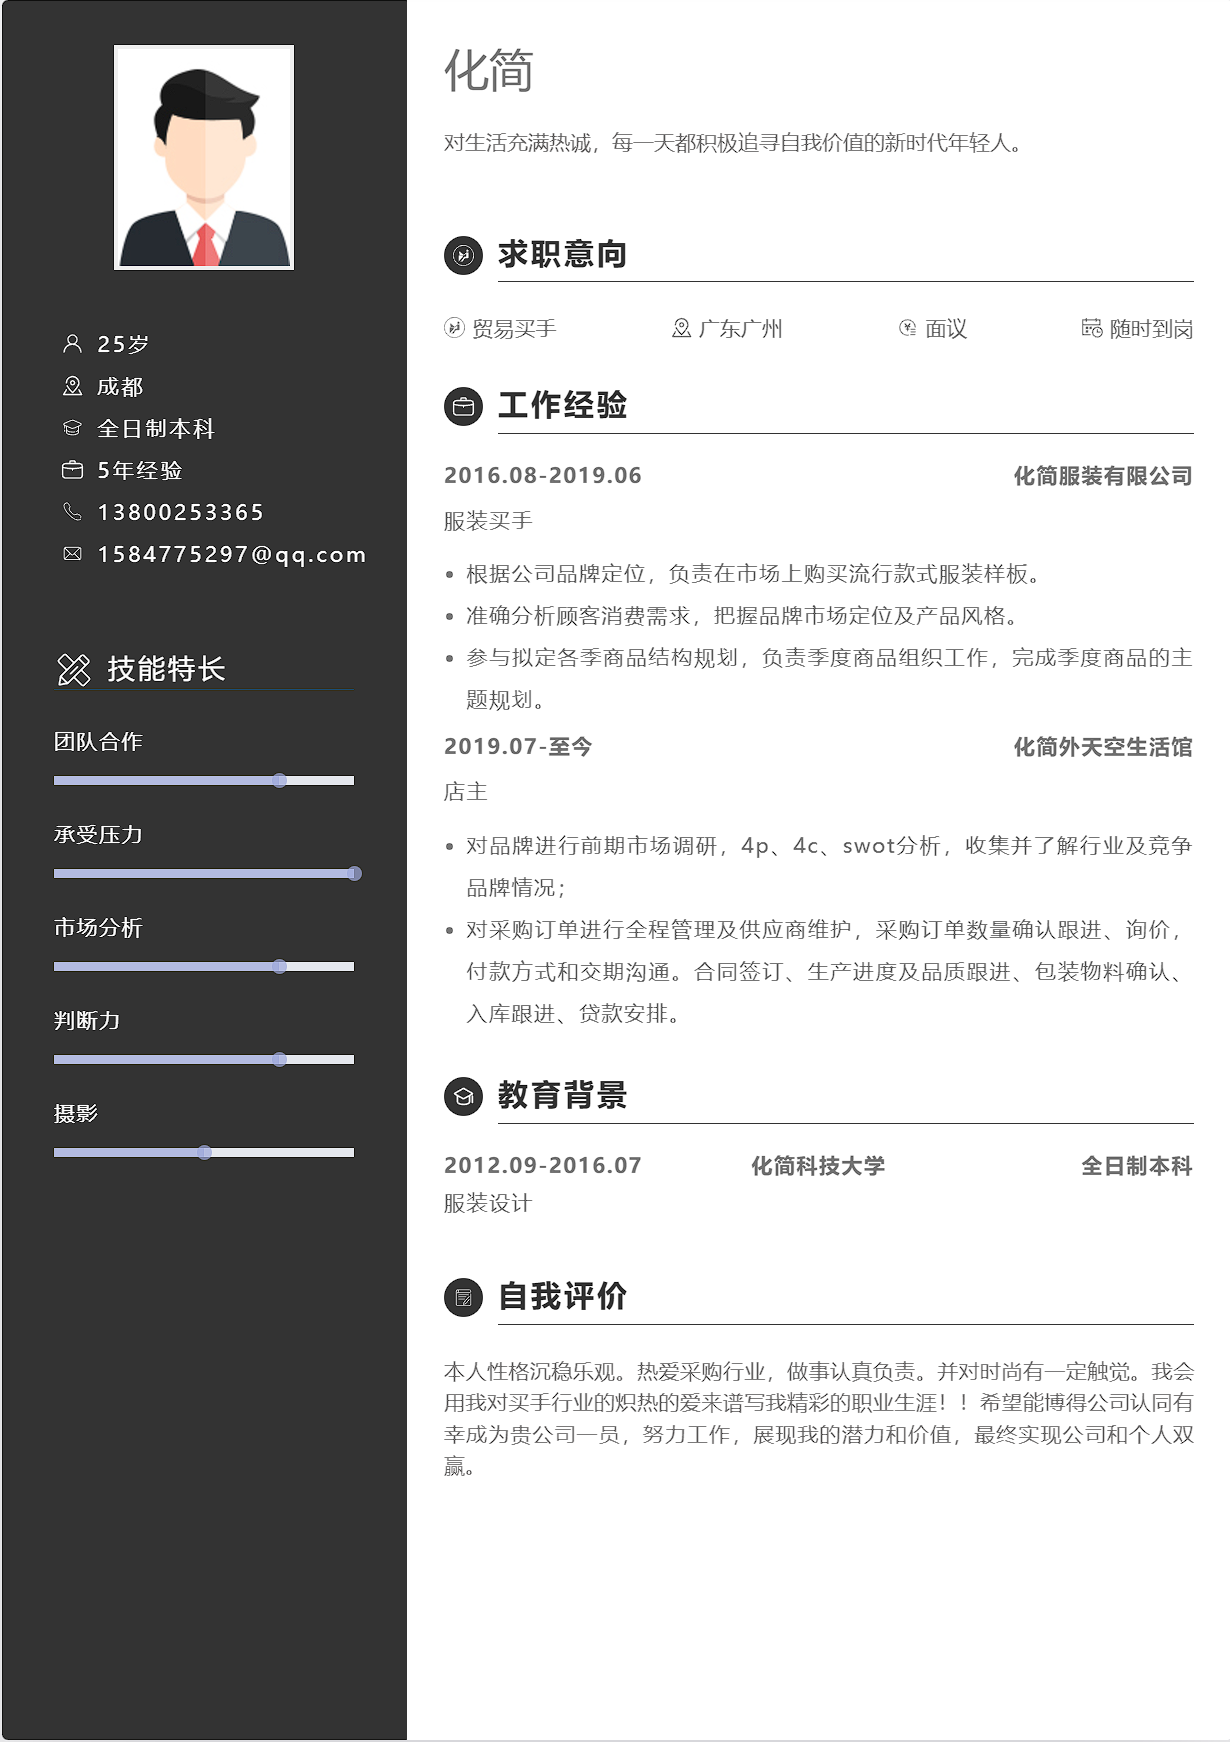 25岁
成都
全日制本科
5年经验
13800253365
1584775297@qq.com
技能特长
团队合作
承受压力
市场分析
判断力
摄影
化简
对生活充满热诚，每一天都积极追寻自我价值的新时代年轻人。
求职意向
贸易买手 广东广州 面议 随时到岗
工作经验
2016.08-2019.06 化简服装有限公司
服装买手
• 根据公司品牌定位，负责在市场上购买流行款式服装样板。
• 准确分析顾客消费需求，把握品牌市场定位及产品风格。
• 参与拟定各季商品结构规划，负责季度商品组织工作，完成季度商品的主
题规划。
2019.07-至今 化简外天空生活馆
店主
• 对品牌进行前期市场调研，4p、4c、swot分析，收集并了解行业及竞争
品牌情况；
• 对采购订单进行全程管理及供应商维护，采购订单数量确认跟进、询价，
付款方式和交期沟通。合同签订、生产进度及品质跟进、包装物料确认、
入库跟进、贷款安排。
教育背景
2012.09-2016.07 化简科技大学 全日制本科
服装设计
自我评价
本人性格沉稳乐观。热爱采购行业，做事认真负责。并对时尚有一定触觉。我会
用我对买手行业的炽热的爱来谱写我精彩的职业生涯！！希望能博得公司认同有
幸成为贵公司一员，努力工作，展现我的潜力和价值，最终实现公司和个人双
赢。